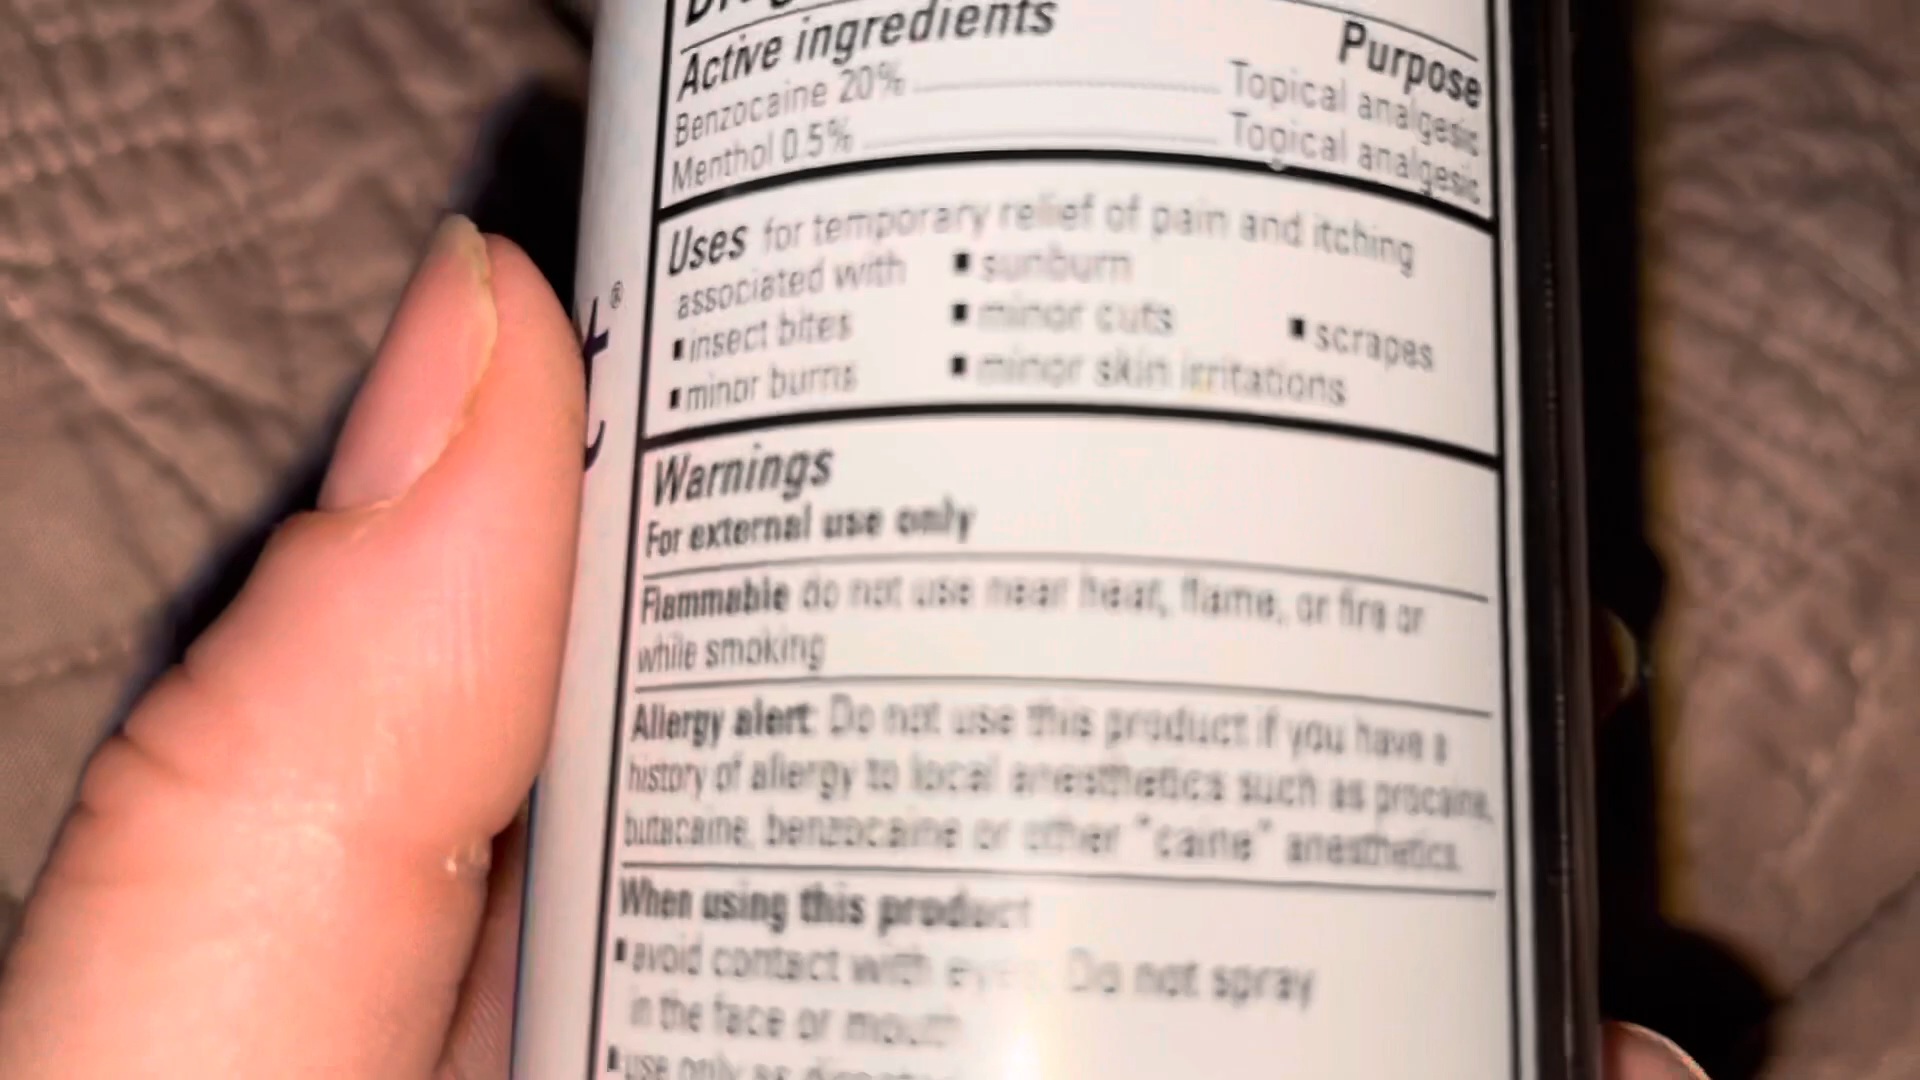 Active ingredients Purpose
Benzocaine 20% Topical analgesic
Menthol 0.5% Topical analgesic
Uses for temporary relief of pain and itching
associated with ▪ sunburn
▪ insect bites ▪ minor cuts ▪ scrapes
▪ minor burns ▪ minor skin irritations
Warnings
For external use only
Flammable do not use near heat, flame, or fire or
while smoking
Allergy alert: Do not use this product if you have a
history of allergy to local anesthetics such as procaine,
butacaine, benzocaine or other "caine" anesthetics.
When using this product
▪ avoid contact with eyes. Do not spray
in the face or mouth
▪ use only as directed
t®